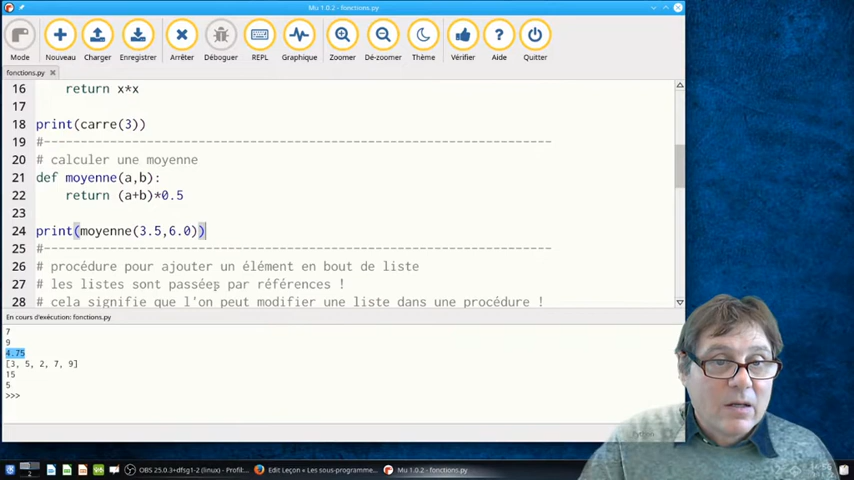 Mu 1.0.2 - fonctions.py
Mode
Nouveau
Charger
Enregistrer
Arrêter
Déboguer
REPL
Graphique
Zoomer
Dé-zoomer
Thème
Vérifier
Aide
Quitter
fonctions.py
16 return x*x
17
18 print(carre(3))
19 #---------------------------------------------------------------------
20 # calculer une moyenne
21 def moyenne(a,b):
22 return (a+b)*0.5
23
24 print(moyenne(3.5,6.0))
25 #---------------------------------------------------------------------
26 # procédure pour ajouter un élément en bout de liste
27 # les listes sont passées par références !
28 # cela signifie que l'on peut modifier une liste dans une procédure !
En cours d'exécution: fonctions.py
7
9
4.75
[3, 5, 2, 7, 9]
15
5
>>>
Python
2
OBS 25.0.3+dfsg1-2 (linux) - Profil:...
Edit Leçon « Les sous-programme...
Mu 1.0.2 - fonctions.py